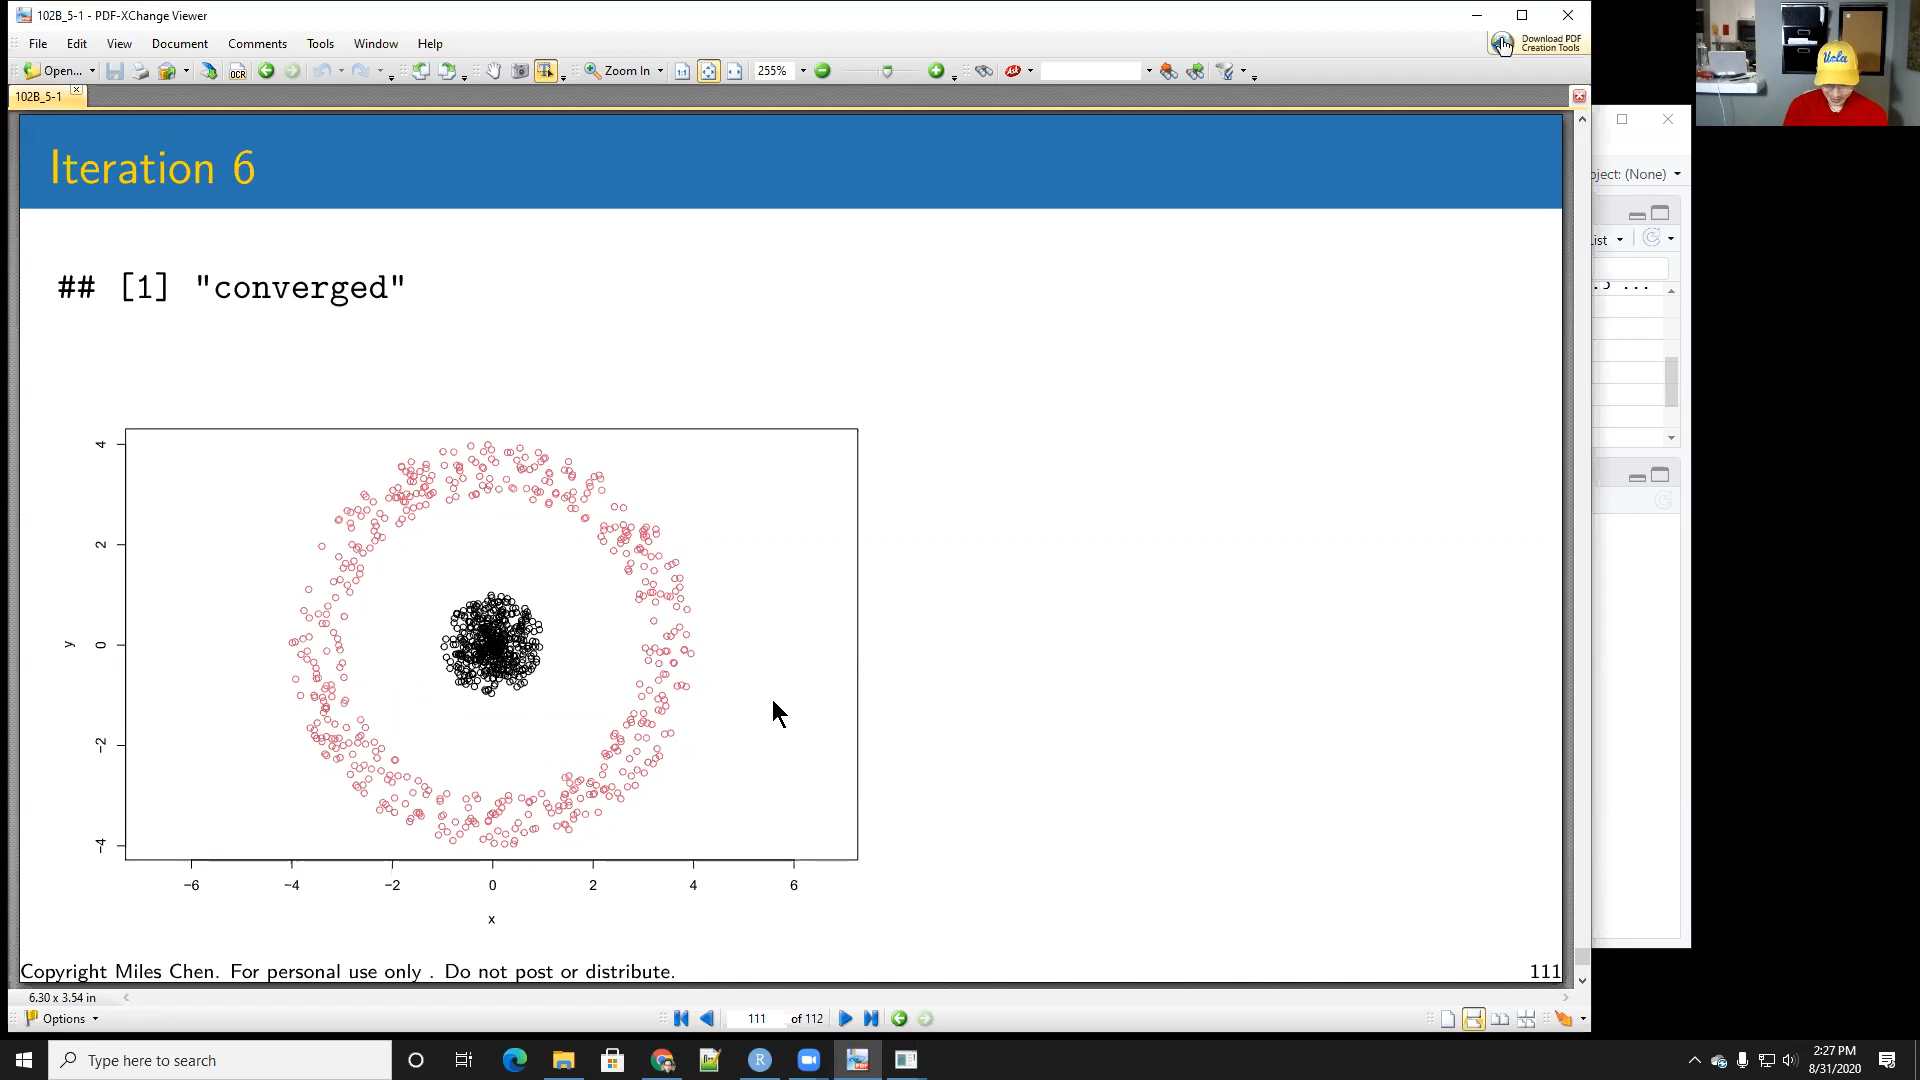 102B_5-1 - PDF-XChange Viewer
File Edit View Document Comments Tools Window Help
Download PDF
Creation Tools
Open...
OCR
Zoom In
255%
102B_5-1
Iteration 6
## [1] "converged"
4
2
0
−2
−4
y
−6 −4 −2 0 2 4 6
x
Copyright Miles Chen. For personal use only . Do not post or distribute.
111
6.30 x 3.54 in
Options
111 of 112
oject: (None)
Ucla
Type here to search
2:27 PM
8/31/2020